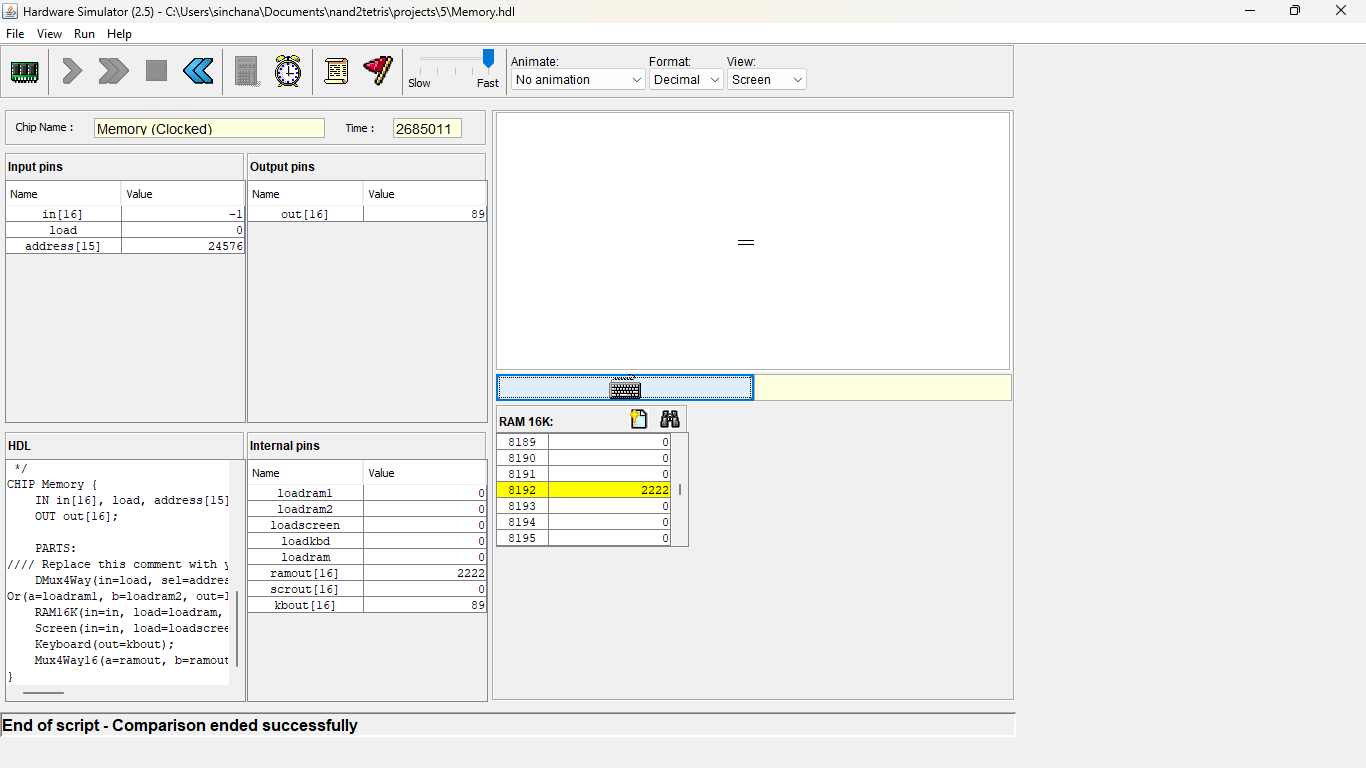 Hardware Simulator (2.5) - C:\Users\sinchana\Documents\nand2tetris\projects\5\Memory.hdl
File View Run Help
Slow Fast
Animate: Format: View:
No animation Decimal Screen
Chip Name : Memory (Clocked) Time : 2685011
Input pins
Name Value
in[16] -1
load 0
address[15] 24576
Output pins
Name Value
out[16] 89
RAM 16K:
8189 0
8190 0
8191 0
8192 2222
8193 0
8194 0
8195 0
HDL
*/
CHIP Memory {
IN in[16], load, address[15]
OUT out[16];
PARTS:
//// Replace this comment with
DMux4Way(in=load, sel=addres
Or(a=loadram1, b=loadram2, out=
RAM16K(in=in, load=loadram,
Screen(in=in, load=loadscree
Keyboard(out=kbout);
Mux4Way16(a=ramout, b=ramout
}
Internal pins
Name Value
loadram1 0
loadram2 0
loadscreen 0
loadkbd 0
loadram 0
ramout[16] 2222
scrout[16] 0
kbout[16] 89
End of script - Comparison ended successfully